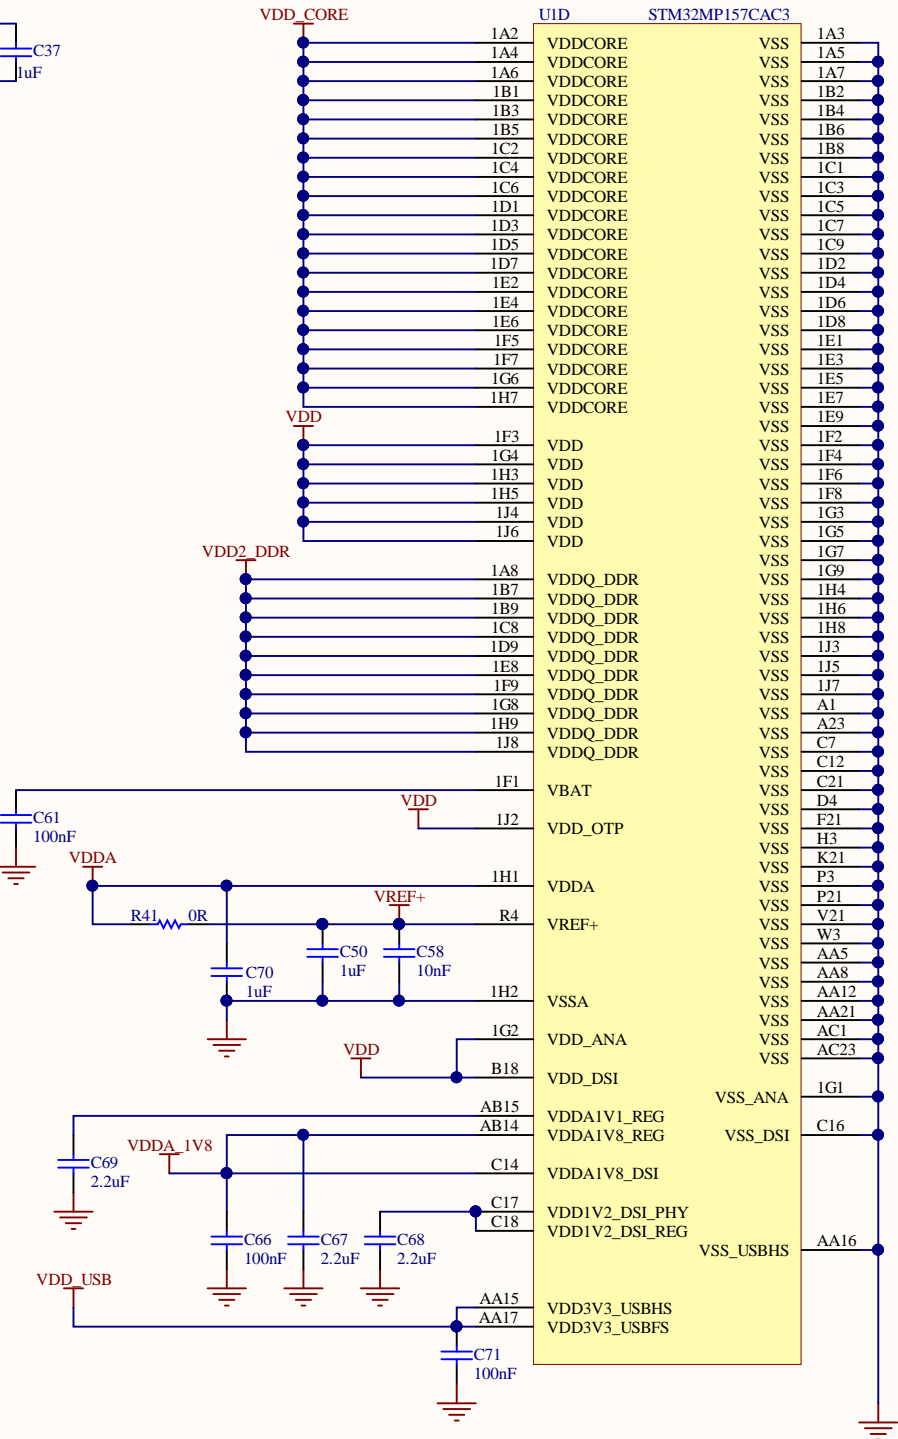 VDD_CORE
U1D STM32MP157CAC3
C37
1uF
1A2 VDDCORE VSS 1A3
1A4 VDDCORE VSS 1A5
1A6 VDDCORE VSS 1A7
1B1 VDDCORE VSS 1B2
1B3 VDDCORE VSS 1B4
1B5 VDDCORE VSS 1B6
1C2 VDDCORE VSS 1B8
1C4 VDDCORE VSS 1C1
1C6 VDDCORE VSS 1C3
1D1 VDDCORE VSS 1C5
1D3 VDDCORE VSS 1C7
1D5 VDDCORE VSS 1C9
1D7 VDDCORE VSS 1D2
1E2 VDDCORE VSS 1D4
1E4 VDDCORE VSS 1D6
1E6 VDDCORE VSS 1D8
1F5 VDDCORE VSS 1E1
1F7 VDDCORE VSS 1E3
1G6 VDDCORE VSS 1E5
1H7 VDDCORE VSS 1E7
VDD VSS 1E9
1F3 VDD VSS 1F2
1G4 VDD VSS 1F4
1H3 VDD VSS 1F6
1H5 VDD VSS 1F8
1J4 VDD VSS 1G3
1J6 VDD VSS 1G5
VDD2_DDR VSS 1G7
1A8 VDDQ_DDR VSS 1G9
1B7 VDDQ_DDR VSS 1H4
1B9 VDDQ_DDR VSS 1H6
1C8 VDDQ_DDR VSS 1H8
1D9 VDDQ_DDR VSS 1J3
1E8 VDDQ_DDR VSS 1J5
1F9 VDDQ_DDR VSS 1J7
1G8 VDDQ_DDR VSS A1
1H9 VDDQ_DDR VSS A23
1J8 VDDQ_DDR VSS C7
VSS C12
1F1 VBAT VSS C21
VDD VSS D4
C61 1J2 VDD_OTP VSS F21
100nF VSS H3
VDDA VSS K21
1H1 VDDA VSS P3
VREF+ VSS P21
R41 0R R4 VREF+ VSS V21
VSS W3
C50 C58 VSS AA5
1uF 10nF
C70 VSS AA8
1uF
1H2 VSSA VSS AA12
VSS AA21
1G2 VDD_ANA VSS AC1
VDD VSS AC23
B18 VDD_DSI
VSS_ANA 1G1
AB15 VDDA1V1_REG
AB14 VDDA1V8_REG VSS_DSI C16
VDDA_1V8
C69
2.2uF
C14 VDDA1V8_DSI
C17 VDD1V2_DSI_PHY
C18 VDD1V2_DSI_REG
C66 C67 C68
100nF 2.2uF 2.2uF
VSS_USBHS AA16
VDD_USB
AA15 VDD3V3_USBHS
AA17 VDD3V3_USBFS
C71
100nF